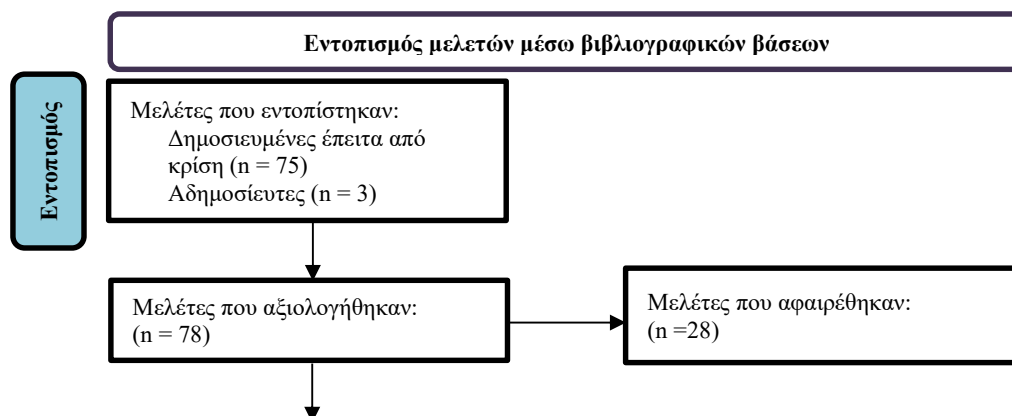 Εντοπισμός μελετών μέσω βιβλιογραφικών βάσεων
Εντοπισμός
Μελέτες που εντοπίστηκαν:
Δημοσιευμένες έπειτα από
κρίση (n = 75)
Αδημοσίευτες (n = 3)
Μελέτες που αξιολογήθηκαν:
(n = 78)
Μελέτες που αφαιρέθηκαν:
(n =28)